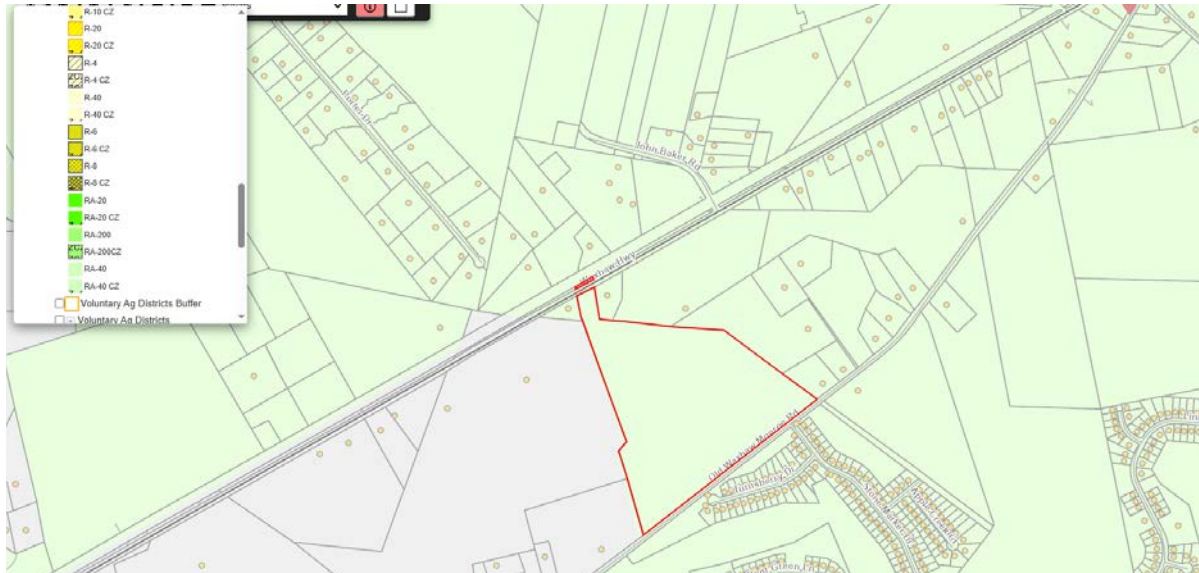 R-10 CZ
R-20
R-20 CZ
R-4
R-4 CZ
R-40
R-40 CZ
R-6
R-6 CZ
R-8
R-8 CZ
RA-20
RA-20 CZ
RA-200
RA-200CZ
RA-40
RA-40 CZ
Voluntary Ag Districts Buffer
Voluntary Ag Districts
Potter Dr
John Baker Rd
Hwy
Old Waxhaw Monroe Rd